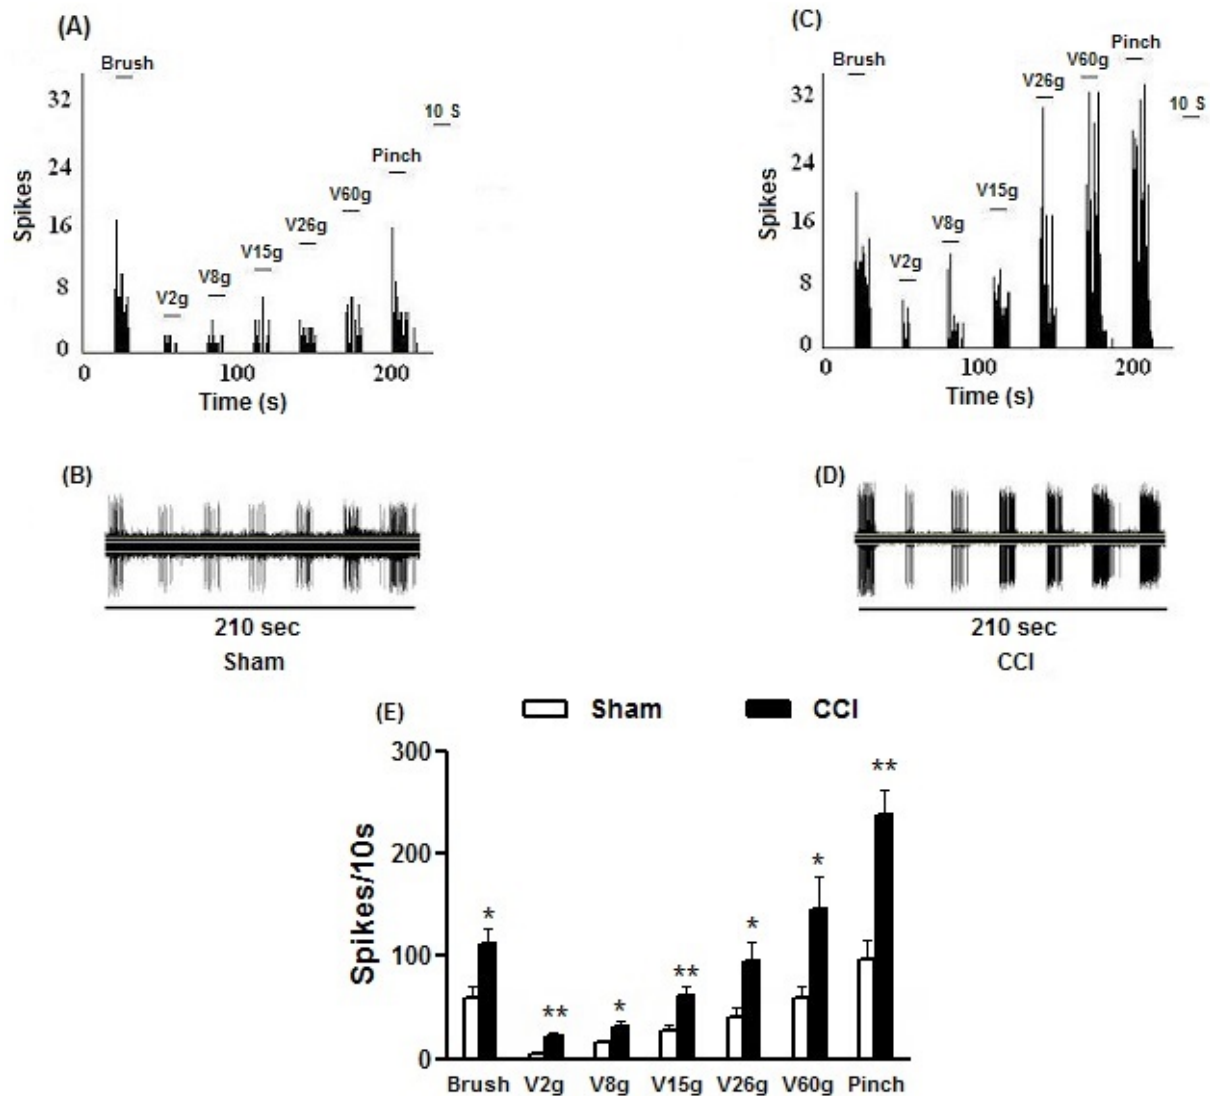 (A)
Brush
V2g
V8g
V15g
V26g
V60g
Pinch
10 S
32
24
16
8
0
Spikes
0 100 200
Time (s)
(C)
Brush
V2g
V8g
V15g
V26g
V60g
Pinch
10 S
32
24
16
8
0
Spikes
0 100 200
Time (s)
(B)
210 sec
Sham
(D)
210 sec
CCI
(E)
Sham CCI
300
200
100
0
Spikes/10s
* ** * ** * * **
Brush V2g V8g V15g V26g V60g Pinch